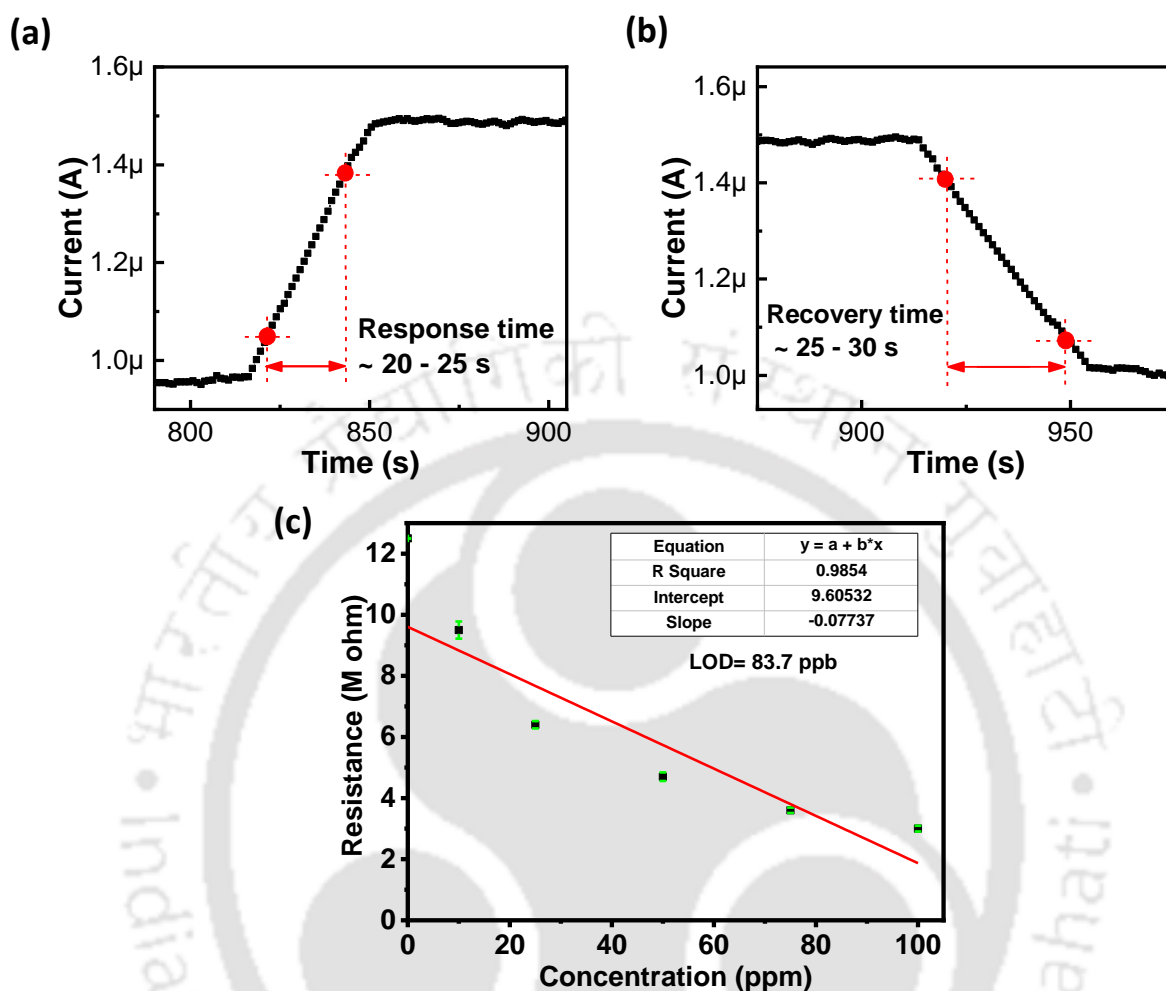 (a)
1.6µ
1.4µ
1.2µ
1.0µ
Current (A)
Response time
~ 20 - 25 s
800 850 900
Time (s)
(b)
1.6µ
1.4µ
1.2µ
1.0µ
Current (A)
Recovery time
~ 25 - 30 s
900 950
Time (s)
(c)
12
10
8
6
4
2
0
Resistance (M ohm)
Equation y = a + b*x
R Square 0.9854
Intercept 9.60532
Slope -0.07737
LOD= 83.7 ppb
0 20 40 60 80 100
Concentration (ppm)